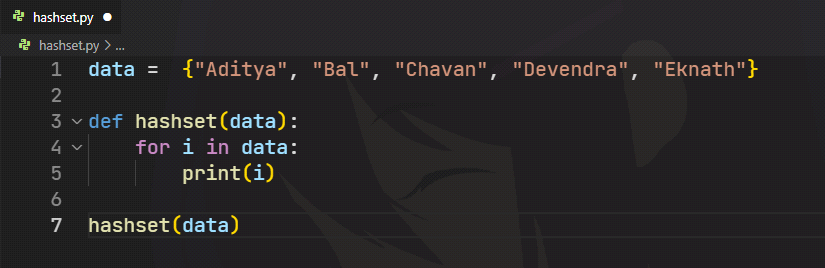 hashset.py ●
hashset.py > ...
1 data =  {"Aditya", "Bal", "Chavan", "Devendra", "Eknath"}
2
3 def hashset(data):
4     for i in data:
5         print(i)
6
7 hashset(data)